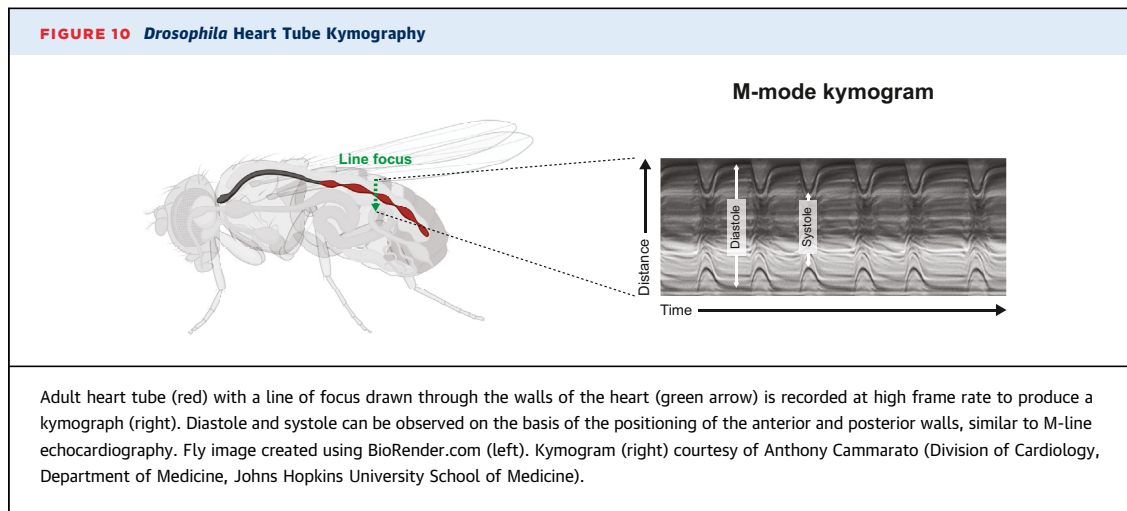 FIGURE 10 Drosophila Heart Tube Kymography
M-mode kymogram
Line focus
Distance
Diastole
Systole
Time
Adult heart tube (red) with a line of focus drawn through the walls of the heart (green arrow) is recorded at high frame rate to produce a
kymograph (right). Diastole and systole can be observed on the basis of the positioning of the anterior and posterior walls, similar to M-line
echocardiography. Fly image created using BioRender.com (left). Kymogram (right) courtesy of Anthony Cammarato (Division of Cardiology,
Department of Medicine, Johns Hopkins University School of Medicine).